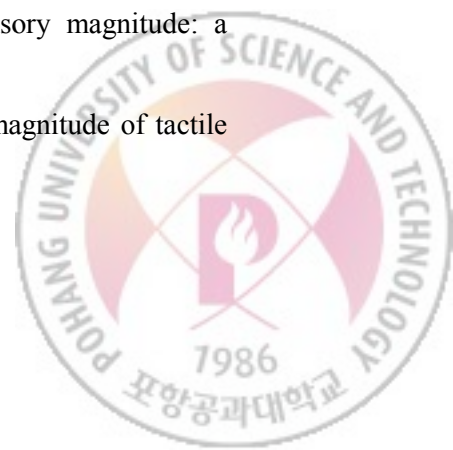 sory magnitude: a
magnitude of tactile
POHANG UNIVERSITY OF SCIENCE AND TECHNOLOGY
P
1986
포항공과대학교